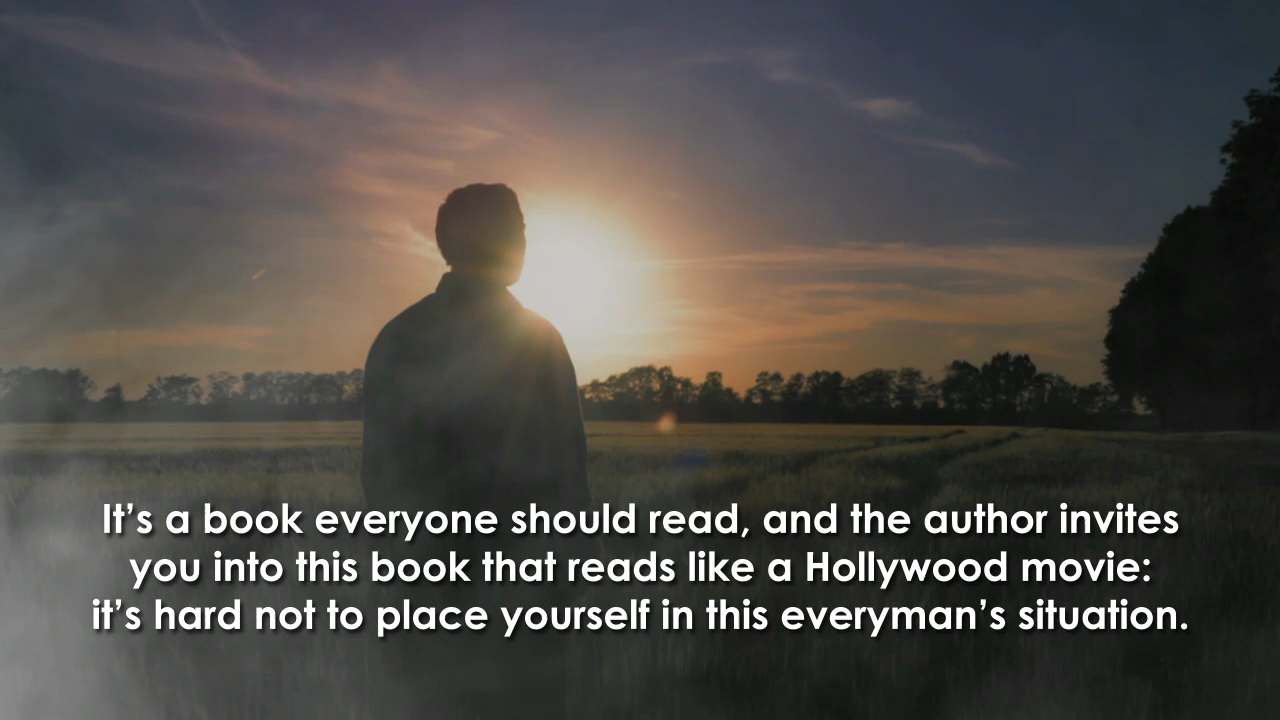 It’s a book everyone should read, and the author invites
you into this book that reads like a Hollywood movie:
it’s hard not to place yourself in this everyman’s situation.